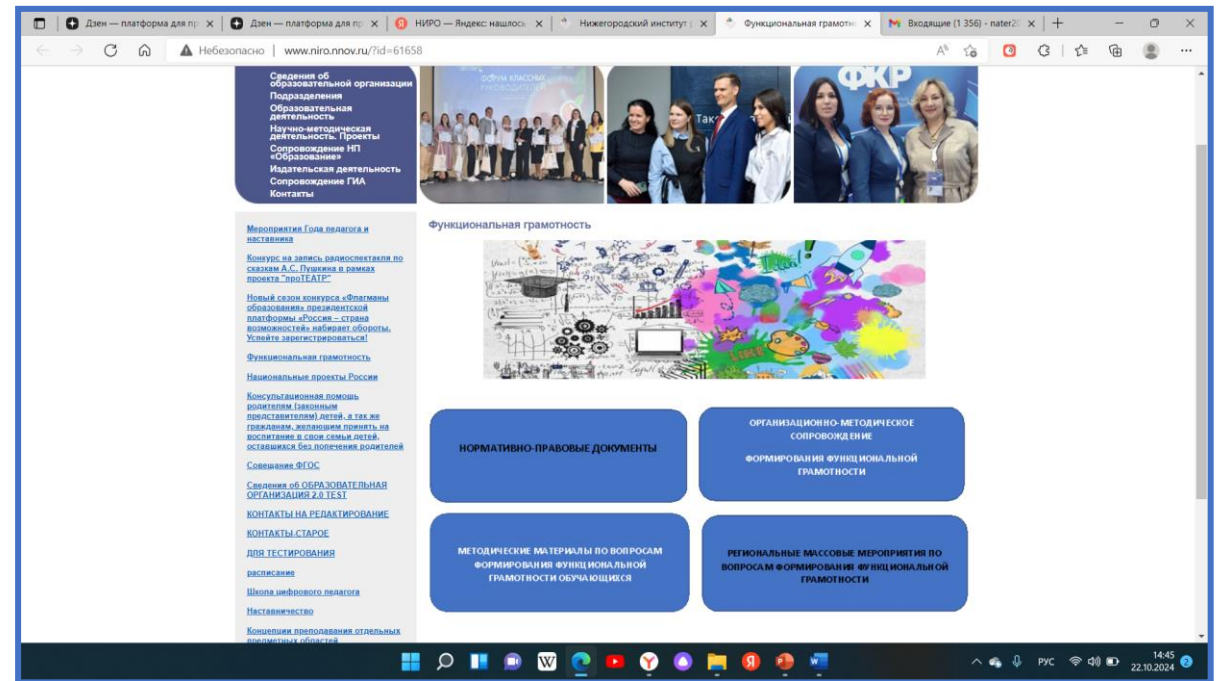 Дзен — платформа для пр
Дзен — платформа для пр
НИРО — Яндекс: нашлось
Нижегородский институт
Функциональная грамотн
Входящие (1 356) - nater2
Небезопасно | www.niro.nnov.ru/?id=61658
Сведения об
образовательной организации
Подразделения
Образовательная
деятельность
Научно-методическая
деятельность. Проекты
Сопровождение НП
«Образование»
Издательская деятельность
Сопровождение ГИА
Контакты
ФОРУМ КЛАССНЫХ
РУКОВОДИТЕЛЕЙ
Так
ФКР
Мероприятия Года педагога и
наставника
Конкурс на запись радиоспектакля по
сказкам А.С. Пушкина в рамках
проекта "проТЕАТР"
Новый сезон конкурса «Флагманы
образования» президентской
платформы «Россия – страна
возможностей» набирает обороты.
Успейте зарегистрироваться!
Функциональная грамотность
Национальные проекты России
Консультационная помощь
родителям (законным
представителям) детей, а так же
гражданам, желающим принять на
воспитание в свои семьи детей,
оставшихся без попечения родителей
Совещание ФГОС
Сведения об ОБРАЗОВАТЕЛЬНАЯ
ОРГАНИЗАЦИЯ 2.0 TEST
КОНТАКТЫ НА РЕДАКТИРОВАНИЕ
КОНТАКТЫ.СТАРОЕ
ДЛЯ ТЕСТИРОВАНИЯ
расписание
Школа цифрового педагога
Наставничество
Концепции преподавания отдельных
предметных областей
Функциональная грамотность
LIKE
НОРМАТИВНО-ПРАВОВЫЕ ДОКУМЕНТЫ
ОРГАНИЗАЦИОННО-МЕТОДИЧЕСКОЕ
СОПРОВОЖДЕНИЕ
ФОРМИРОВАНИЯ ФУНКЦИОНАЛЬНОЙ
ГРАМОТНОСТИ
МЕТОДИЧЕСКИЕ МАТЕРИАЛЫ ПО ВОПРОСАМ
ФОРМИРОВАНИЯ ФУНКЦИОНАЛЬНОЙ
ГРАМОТНОСТИ ОБУЧАЮЩИХСЯ
РЕГИОНАЛЬНЫЕ МАССОВЫЕ МЕРОПРИЯТИЯ ПО
ВОПРОСАМ ФОРМИРОВАНИЯ ФУНКЦИОНАЛЬНОЙ
ГРАМОТНОСТИ
РУС
14:45
22.10.2024
2